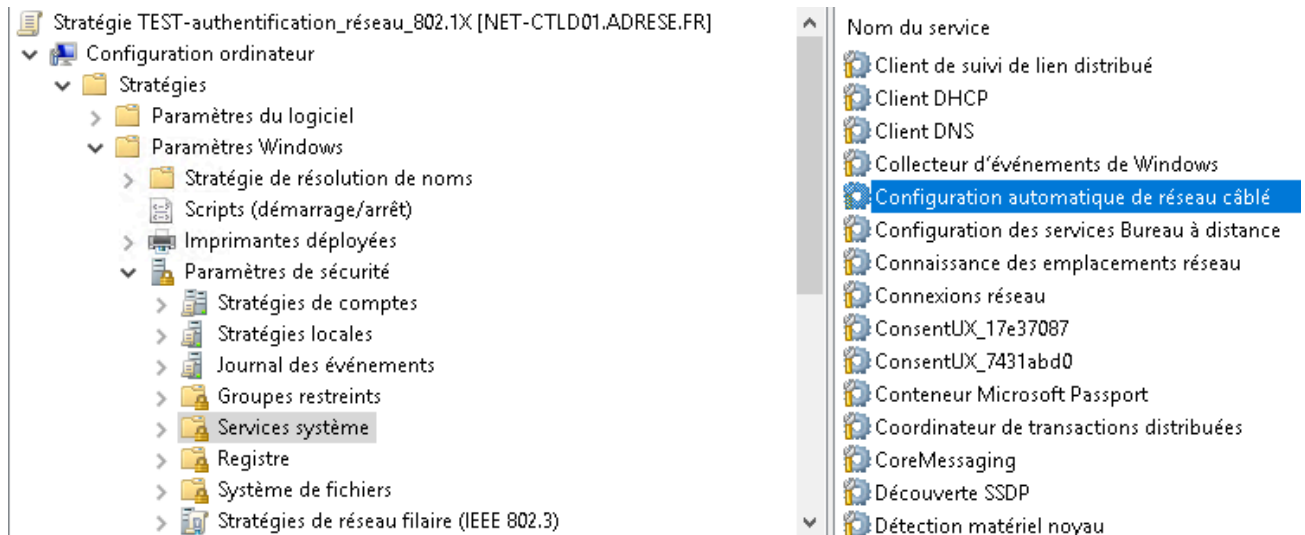 Stratégie TEST-authentification_réseau_802.1X [NET-CTLD01.ADRESE.FR]
Configuration ordinateur
Stratégies
Paramètres du logiciel
Paramètres Windows
Stratégie de résolution de noms
Scripts (démarrage/arrêt)
Imprimantes déployées
Paramètres de sécurité
Stratégies de comptes
Stratégies locales
Journal des événements
Groupes restreints
Services système
Registre
Système de fichiers
Stratégies de réseau filaire (IEEE 802.3)
Nom du service
Client de suivi de lien distribué
Client DHCP
Client DNS
Collecteur d'événements de Windows
Configuration automatique de réseau câblé
Configuration des services Bureau à distance
Connaissance des emplacements réseau
Connexions réseau
ConsentUX_17e37087
ConsentUX_7431abd0
Conteneur Microsoft Passport
Coordinateur de transactions distribuées
CoreMessaging
Découverte SSDP
Détection matériel noyau